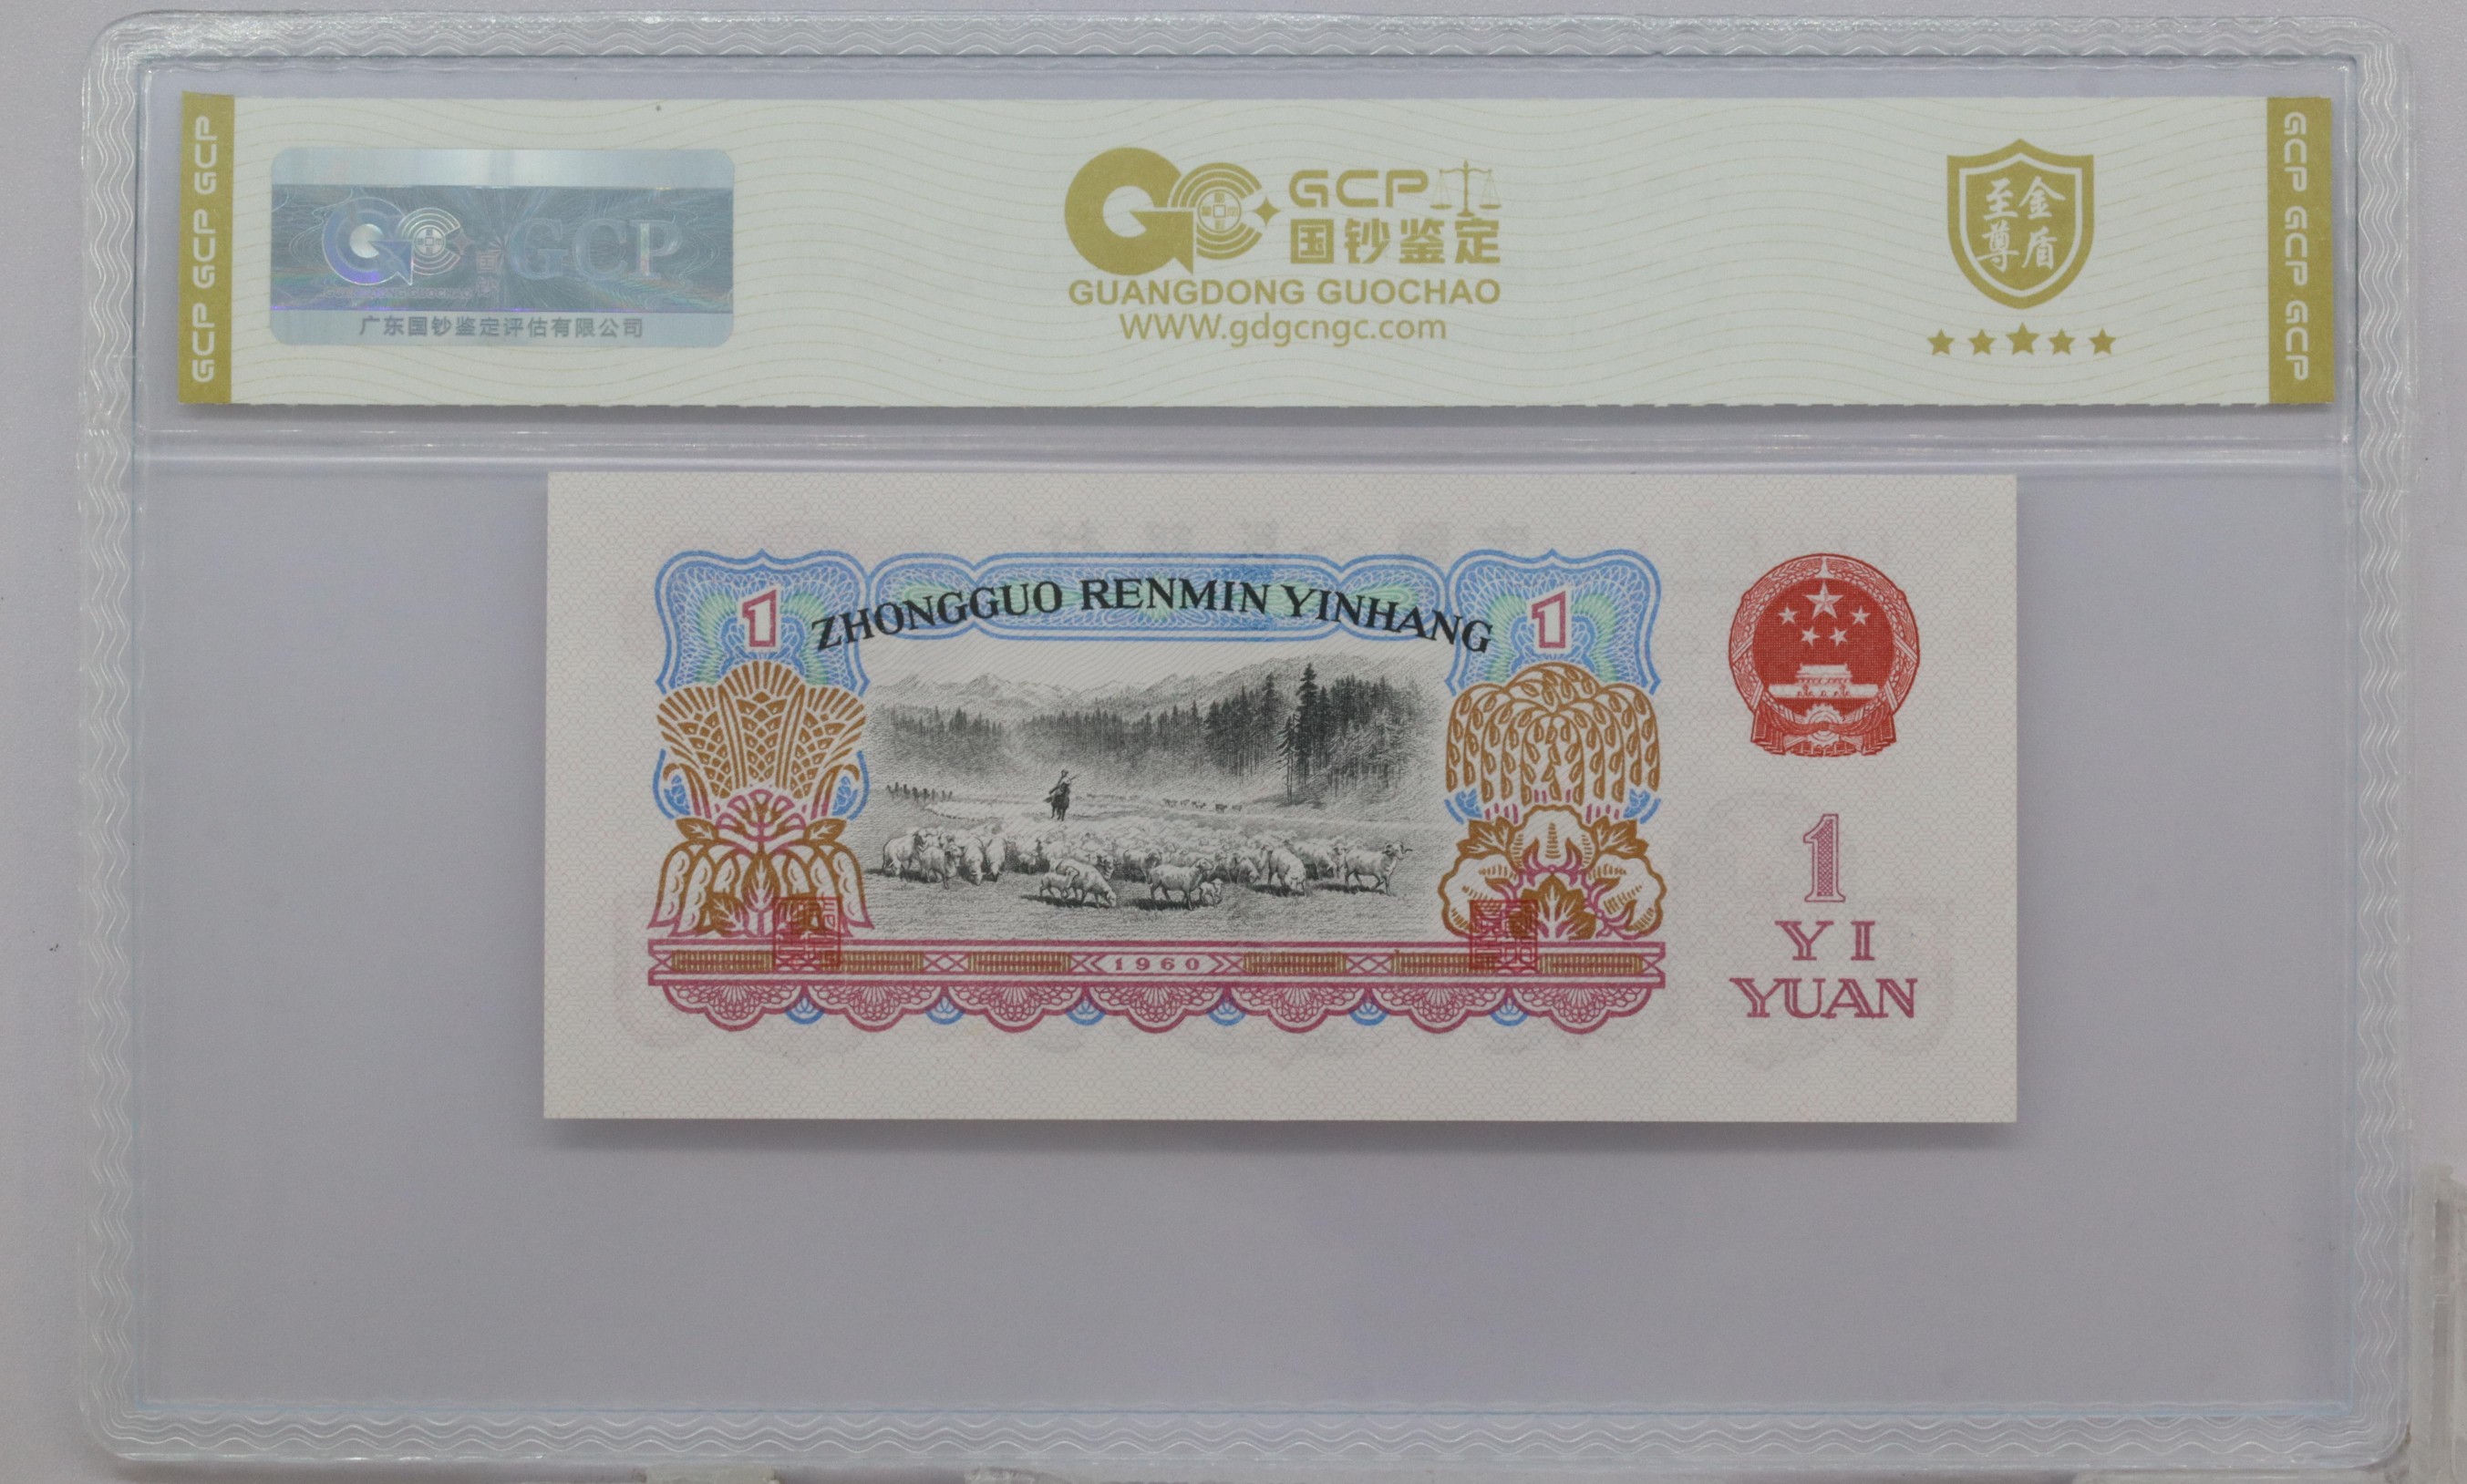 GCP GCP GCP
GCP
GUANGDONG GUOCHAO
广东国钞鉴定评估有限公司
GCP
国钞鉴定
GUANGDONG GUOCHAO
WWW.gdgcngc.com
金盾
至尊
GCP GCP GCP
ZHONGGUO RENMIN YINHANG
1
1
1960
1
YI
YUAN